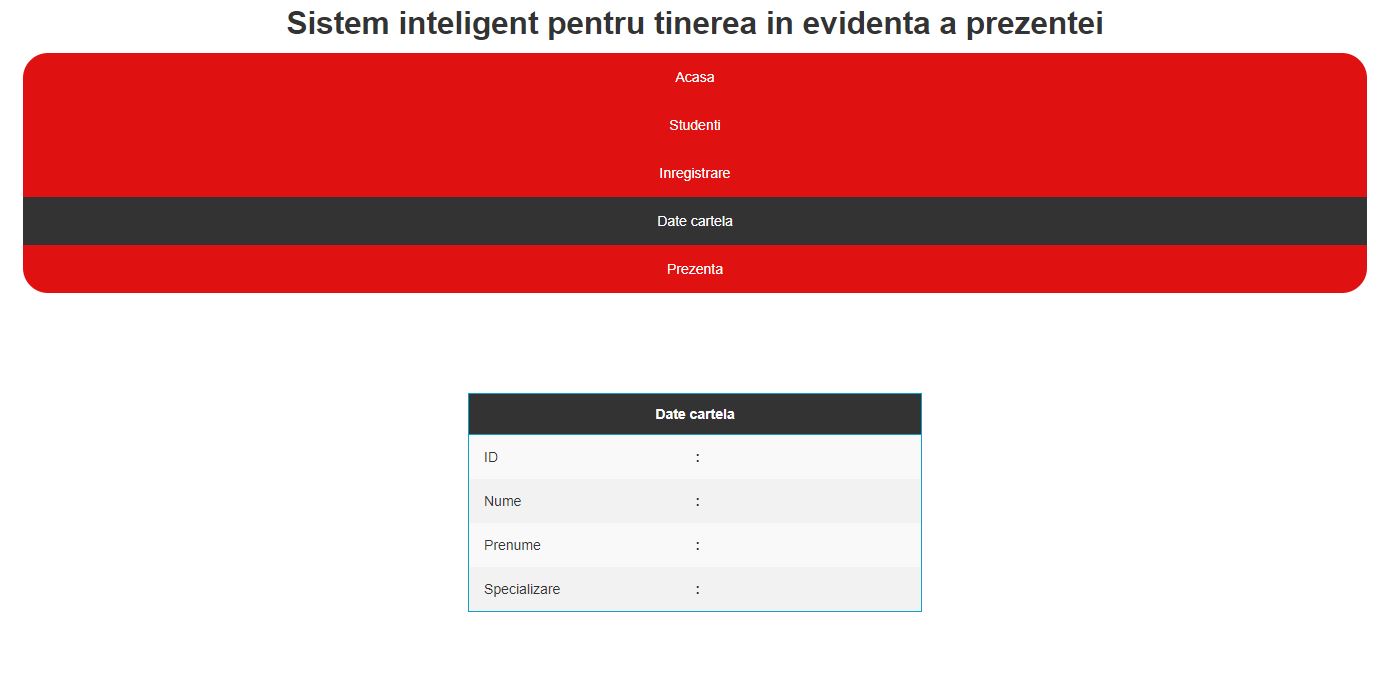 Sistem inteligent pentru tinerea in evidenta a prezentei
Acasa
Studenti
Inregistrare
Date cartela
Prezenta
Date cartela
ID :
Nume :
Prenume :
Specializare :